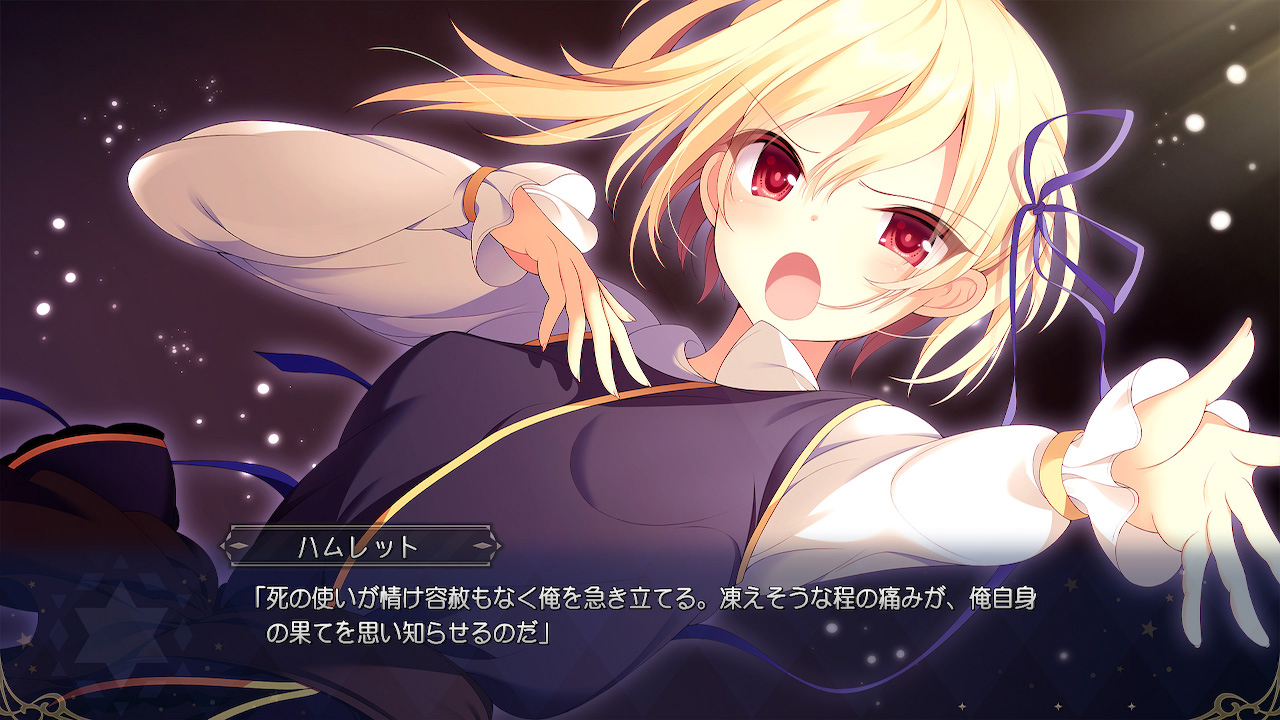 ハムレット
「死の使いが情け容赦もなく俺を急き立てる。凍えそうな程の痛みが、俺自身
の果てを思い知らせるのだ」